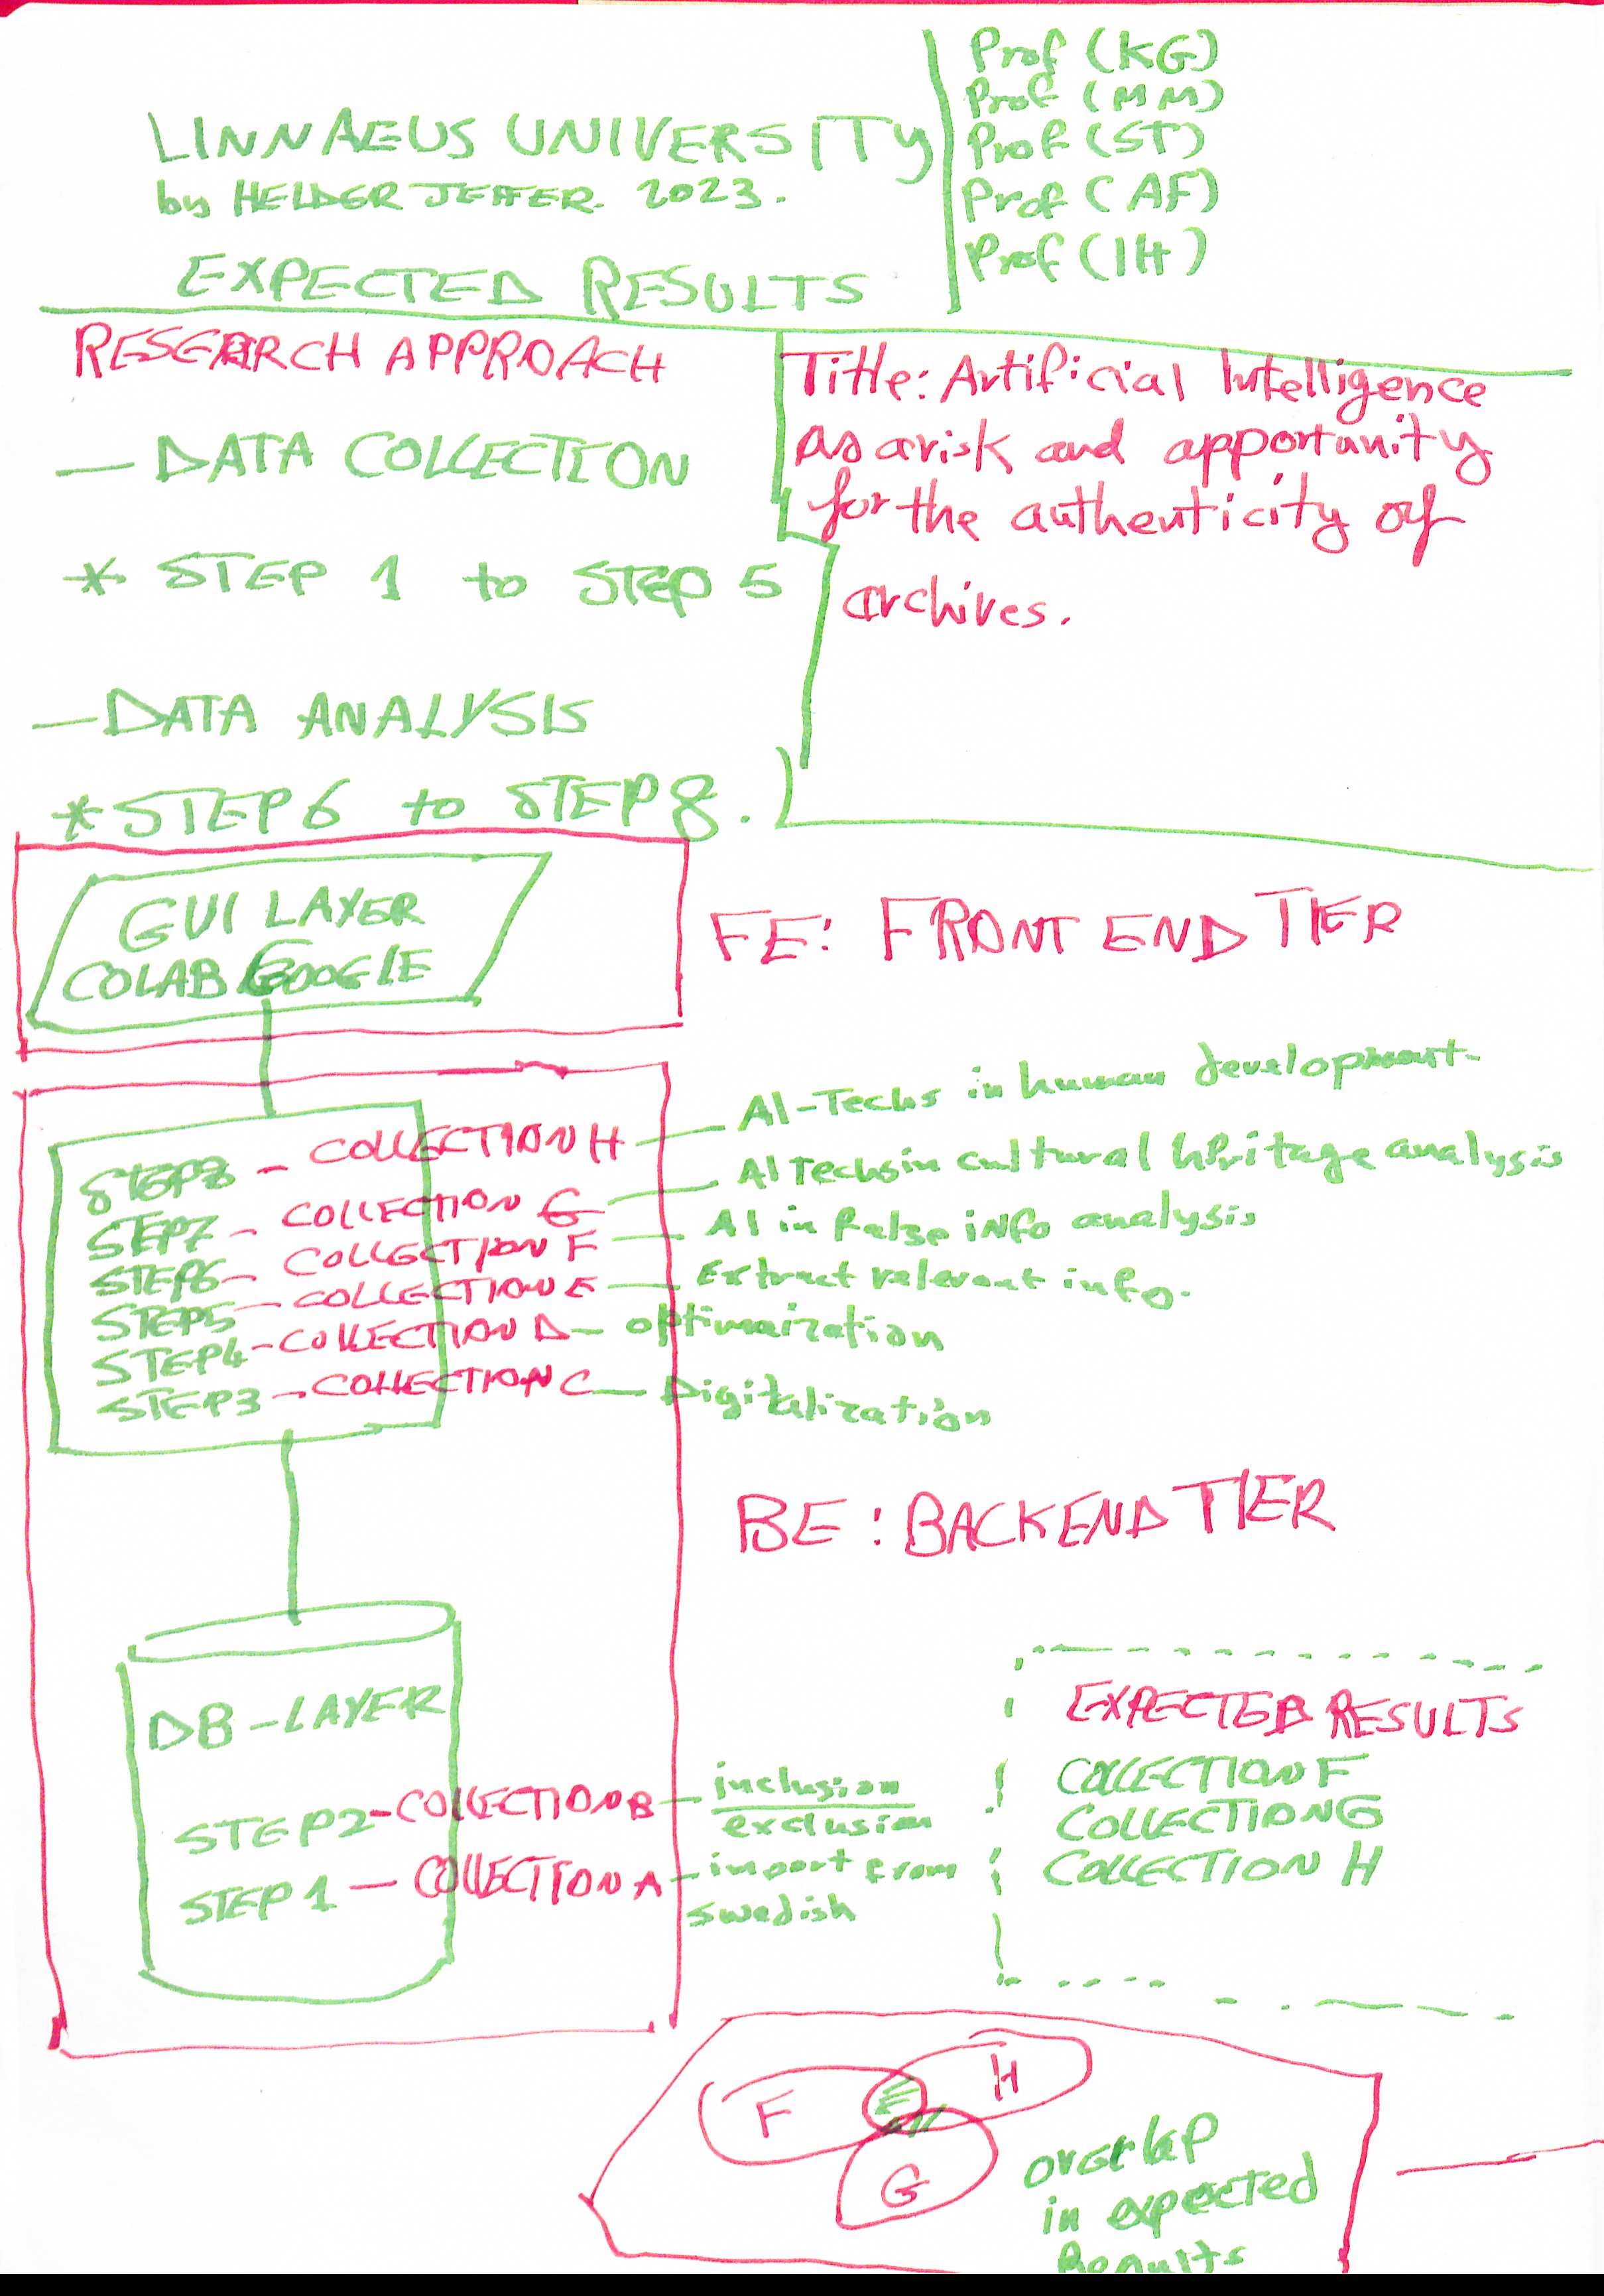 LINNAEUS UNIVERSITY
by HELDER JEFFER. 2023.
EXPECTED RESULTS
Prof (KG)
Prof (MM)
Prof (ST)
Prof (AF)
Prof (IH)
RESEARCH APPROACH
— DATA COLLECTION
* STEP 1 to STEP 5
— DATA ANALYSIS
* STEP 6 to STEP 8.
Title: Artificial Intelligence
as a risk and apportunity
for the authenticity of
archives.
GUI LAYER
COLAB GOOGLE
FE: FRONT END TIER
STEP8 - COLLECTION H — AI-Techs in human development.
STEP7 - COLLECTION G — AI Techs in cultural heritage analysis
STEP6 - COLLECTION F — AI in false info analysis
STEP5 - COLLECTION E — Extract relevant info.
STEP4 - COLLECTION D — optimaization
STEP3 - COLLECTION C — Digitalization
BE: BACKEND TIER
DB-LAYER
STEP2 - COLLECTION B — inclusion
exclusion
STEP 1 — COLLECTION A — import from
swedish
EXPECTED RESULTS
COLLECTION F
COLLECTION G
COLLECTION H
F
H
G
overlap
in expected
Results